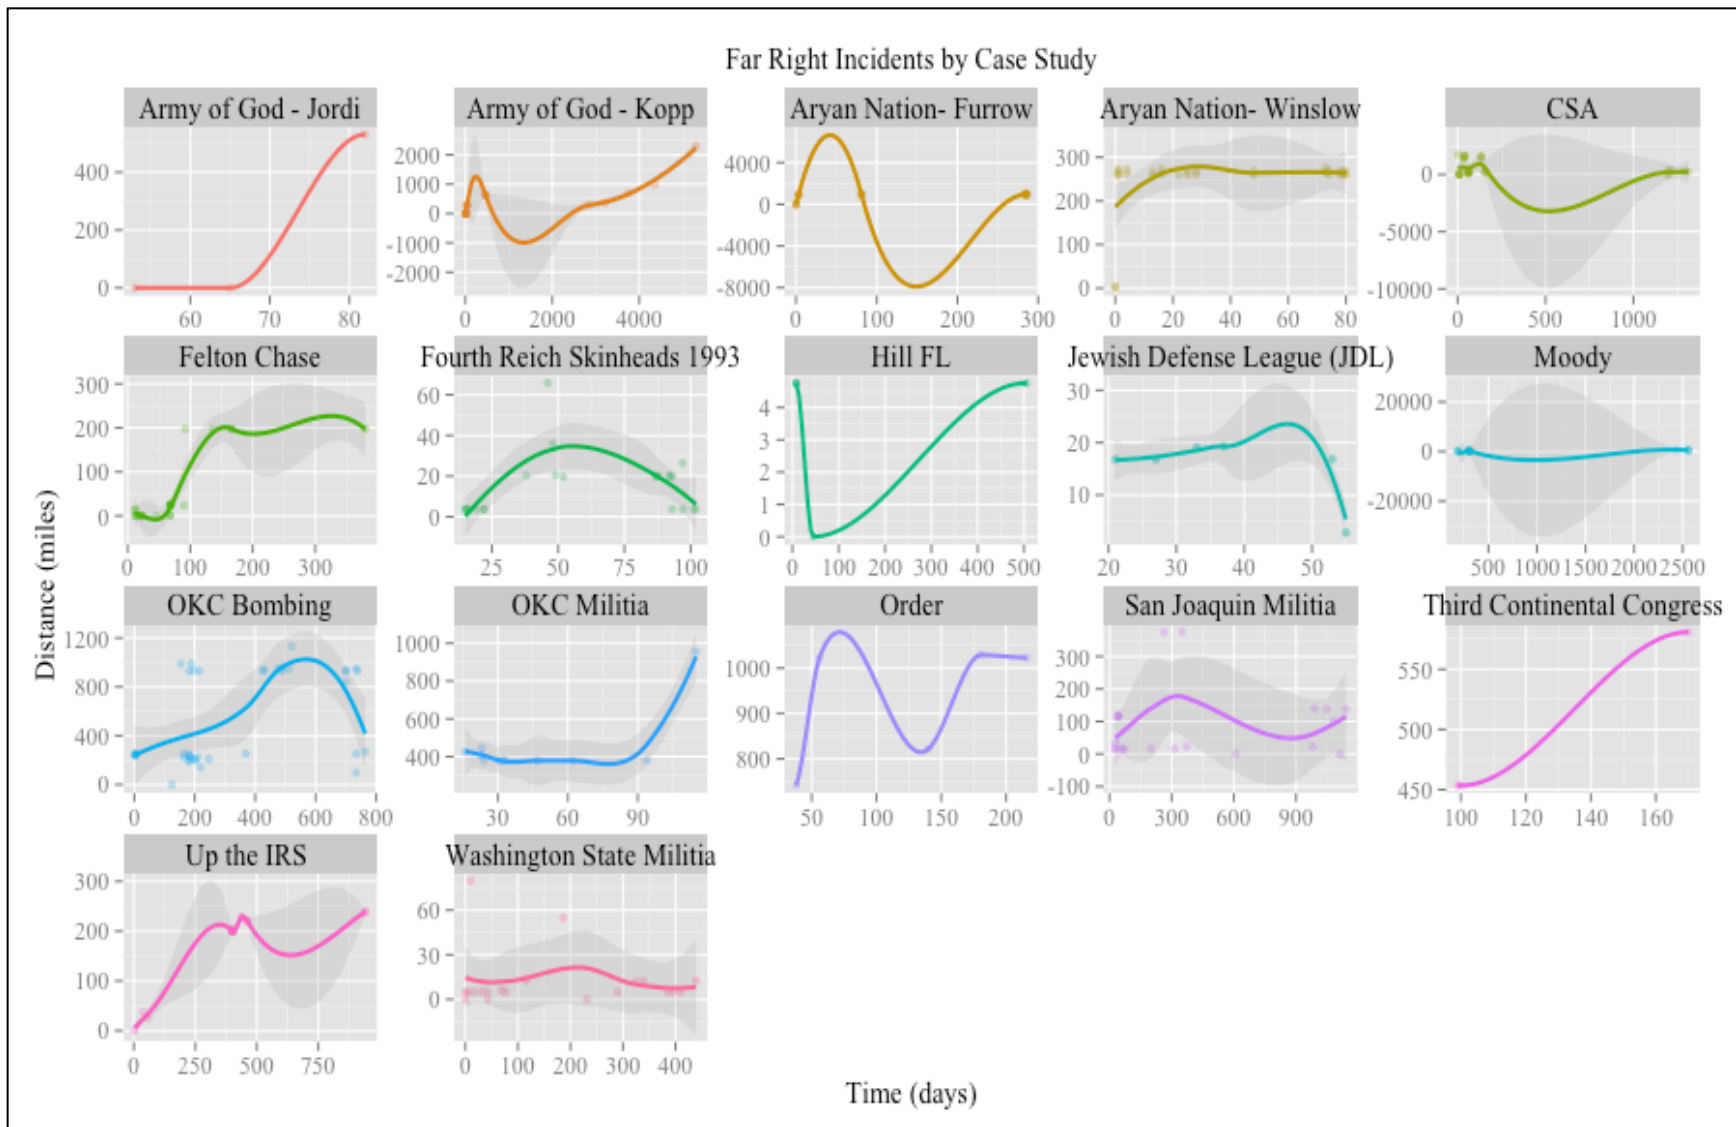 Far Right Incidents by Case Study
Army of God - Jordi
Army of God - Kopp
Aryan Nation- Furrow
Aryan Nation- Winslow
CSA
400
200
0
60 70 80
2000
1000
0
-1000
-2000
0 2000 4000
4000
0
-4000
-8000
0 100 200 300
300
200
100
0
0 20 40 60 80
0
-5000
-10000
0 500 1000
Felton Chase
Fourth Reich Skinheads 1993
Hill FL
Jewish Defense League (JDL)
Moody
300
200
100
0
0 100 200 300
60
40
20
0
25 50 75 100
4
3
2
1
0
0 100 200 300 400 500
30
20
10
20 30 40 50
20000
0
-20000
500 1000 1500 2000 2500
OKC Bombing
OKC Militia
Order
San Joaquin Militia
Third Continental Congress
1200
800
400
0
0 200 400 600 800
1000
800
600
400
30 60 90
1000
900
800
50 100 150 200
300
200
100
0
-100
0 300 600 900
550
500
450
100 120 140 160
Up the IRS
Washington State Militia
300
200
100
0
0 250 500 750
60
30
0
0 100 200 300 400
Distance (miles)
Time (days)